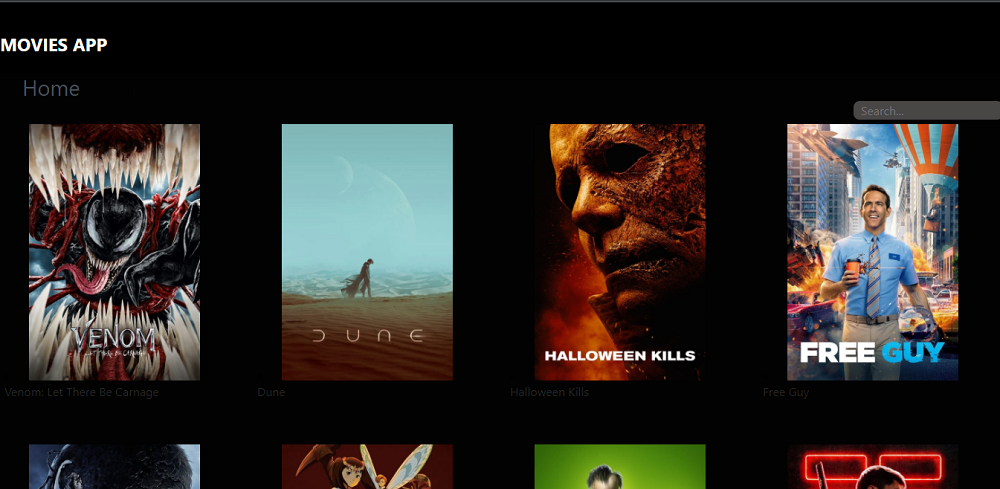 MOVIES APP
Home
Search...
VENOM
LET THERE BE CARNAGE
DUNE
HALLOWEEN KILLS
FREE GUY
Venom: Let There Be Carnage
Dune
Halloween Kills
Free Guy